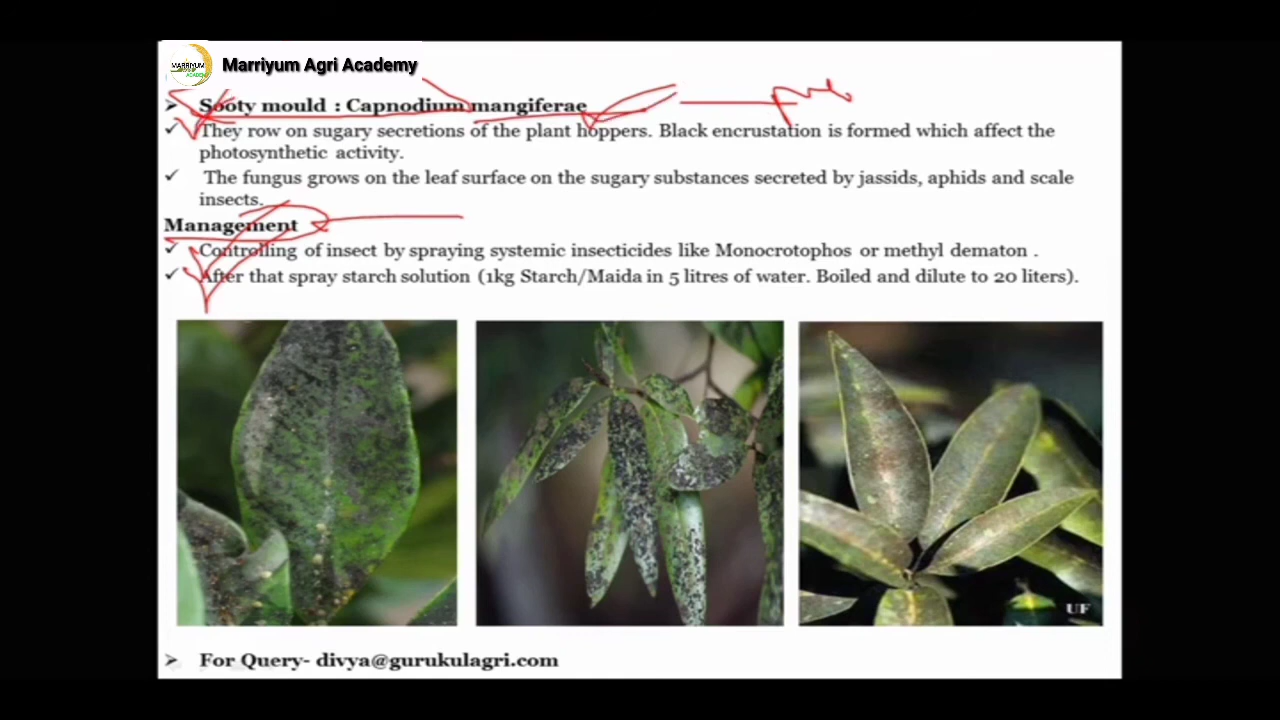 MARRIYUM
ACADEMY
Marriyum Agri Academy
Sooty mould : Capnodium mangiferae
They row on sugary secretions of the plant hoppers. Black encrustation is formed which affect the
photosynthetic activity.
The fungus grows on the leaf surface on the sugary substances secreted by jassids, aphids and scale
insects.
Management
Controlling of insect by spraying systemic insecticides like Monocrotophos or methyl dematon .
After that spray starch solution (1kg Starch/Maida in 5 litres of water. Boiled and dilute to 20 liters).
UF
For Query- divya@gurukulagri.com